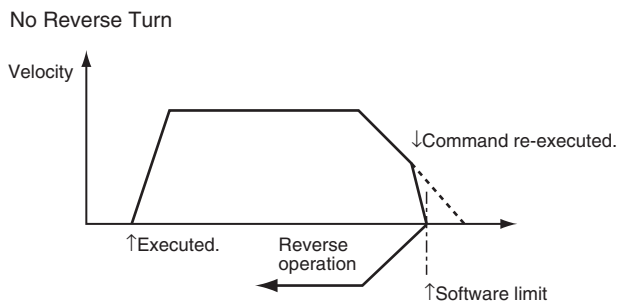 No Reverse Turn
Velocity
↓Command re-executed.
↑Executed.
Reverse
operation
↑Software limit